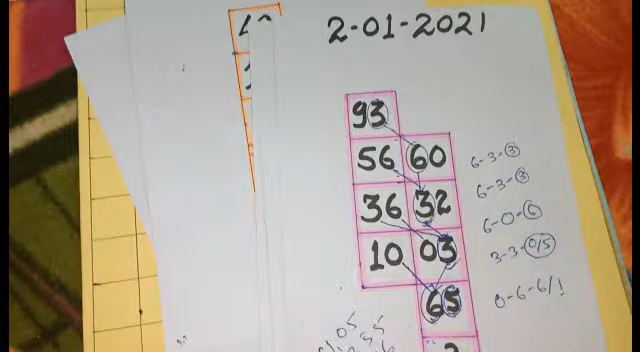 2-01-2021
93
56 60 6-3-③
36 32 6-3-③
6-0-⑥
10 03 3-3-(0/5)
65 0-6-6/1